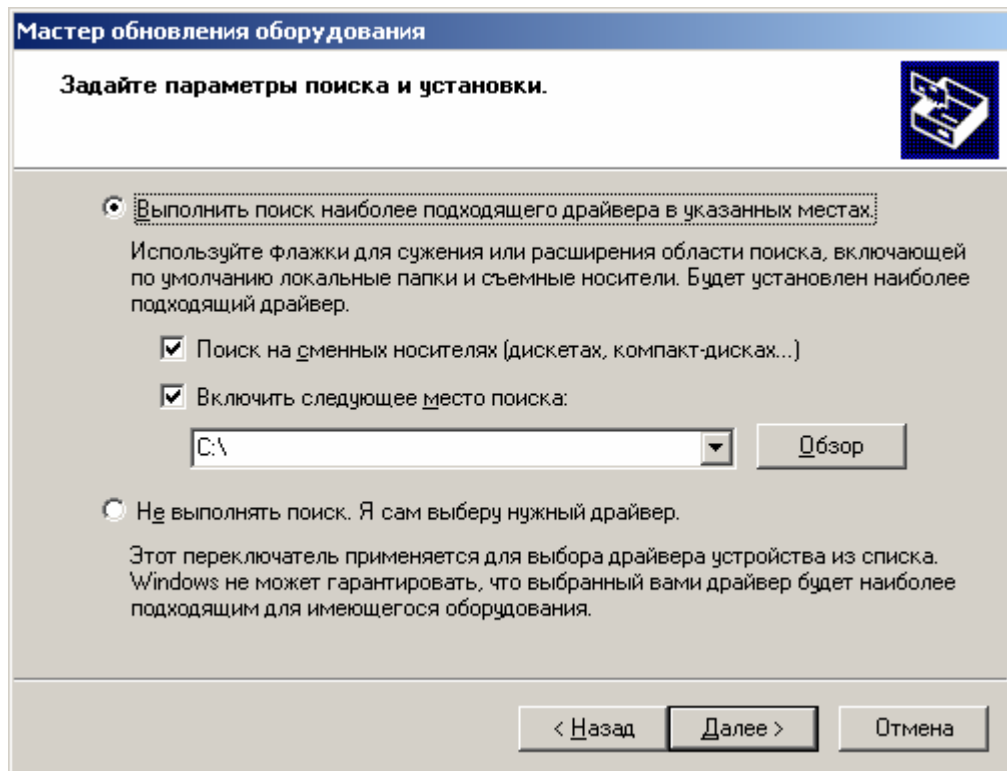 Мастер обновления оборудования
Задайте параметры поиска и установки.
Выполнить поиск наиболее подходящего драйвера в указанных местах.
Используйте флажки для сужения или расширения области поиска, включающей
по умолчанию локальные папки и съемные носители. Будет установлен наиболее
подходящий драйвер.
Поиск на сменных носителях (дискетах, компакт-дисках...)
Включить следующее место поиска:
C:\
Обзор
Не выполнять поиск. Я сам выберу нужный драйвер.
Этот переключатель применяется для выбора драйвера устройства из списка.
Windows не может гарантировать, что выбранный вами драйвер будет наиболее
подходящим для имеющегося оборудования.
< Назад
Далее >
Отмена